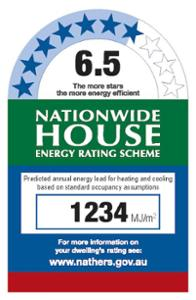 6.5
The more stars
the more energy efficient
NATIONWIDE
HOUSE
ENERGY RATING SCHEME
Predicted annual energy load for heating and cooling
based on standard occupancy assumptions
1234 MJ/m²
For more information on
your dwelling's rating see:
www.nathers.gov.au